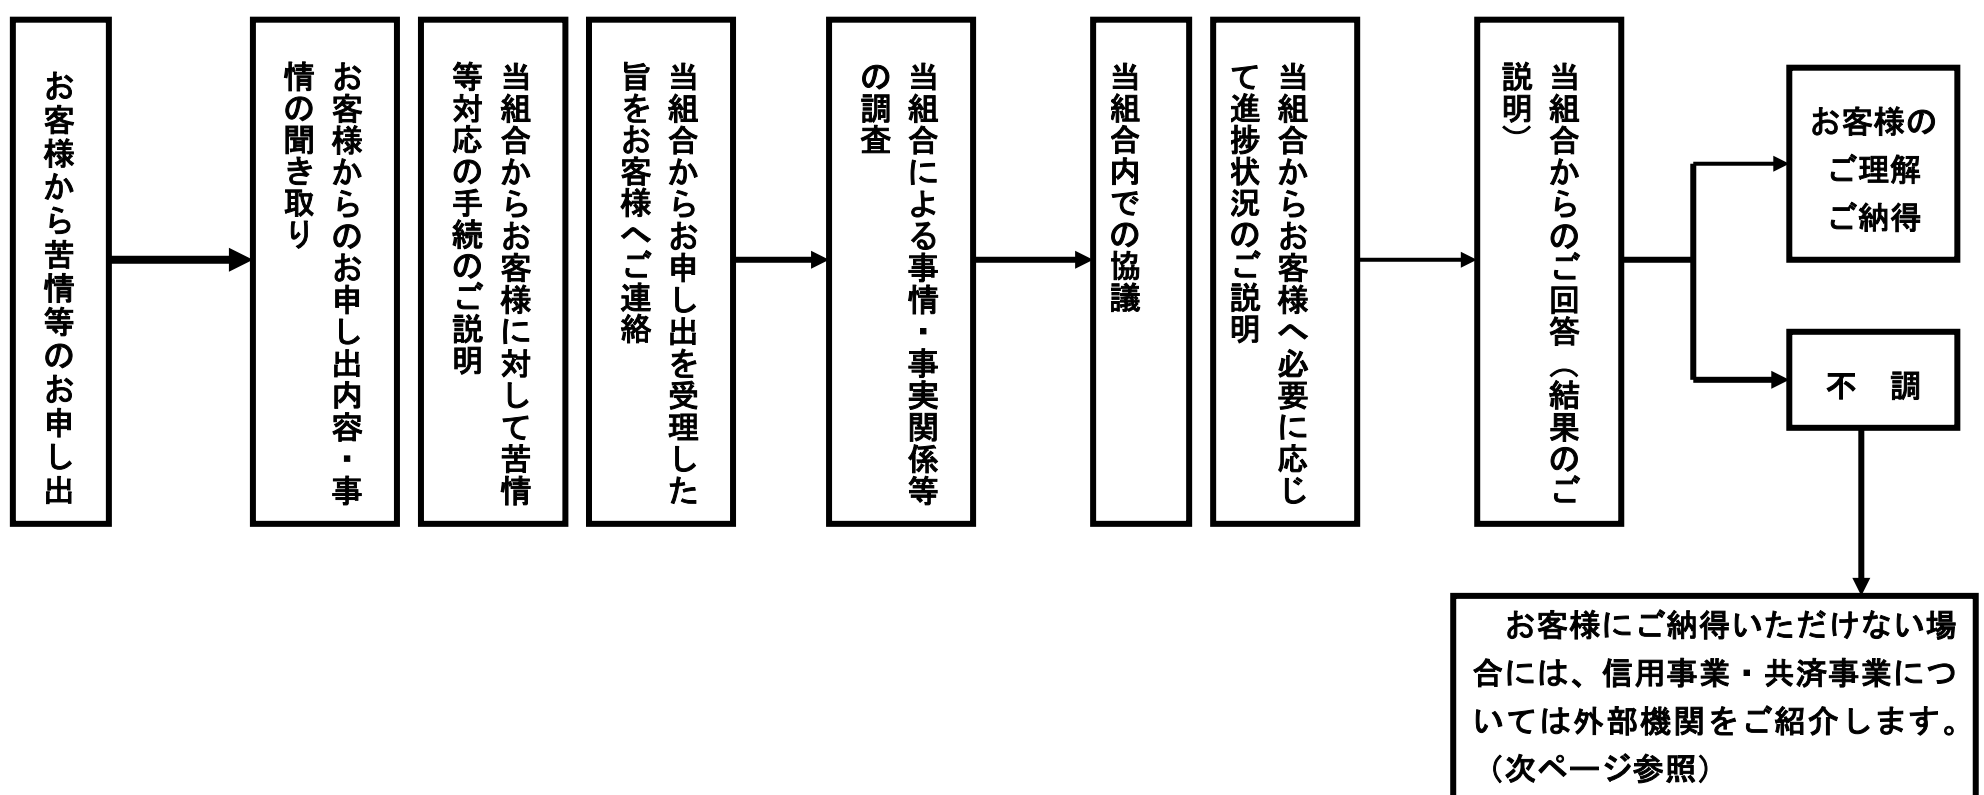 お客様から苦情等のお申し出
お客様からのお申し出内容・事
情の聞き取り
当組合からお客様に対して苦情
等対応の手続のご説明
当組合からお申し出を受理した
旨をお客様へご連絡
当組合による事情・事実関係等
の調査
当組合内での協議
当組合からお客様へ必要に応じ
て進捗状況のご説明
当組合からのご回答（結果のご
説明）
お客様の
ご理解
ご納得
不　調
お客様にご納得いただけない場
合には、信用事業・共済事業につ
いては外部機関をご紹介します。
（次ページ参照）